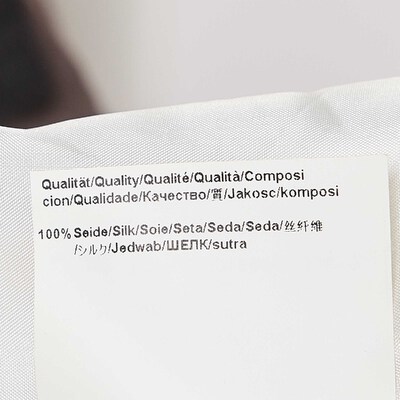 Qualität/Quality/Qualité/Qualità/Composi
cion/Qualidade/Качество/質/Jakosc/komposi
100% Seide/Silk/Soie/Seta/Seda/Seda/丝纤维
/シルク/Jedwab/ШЕЛК/sutra